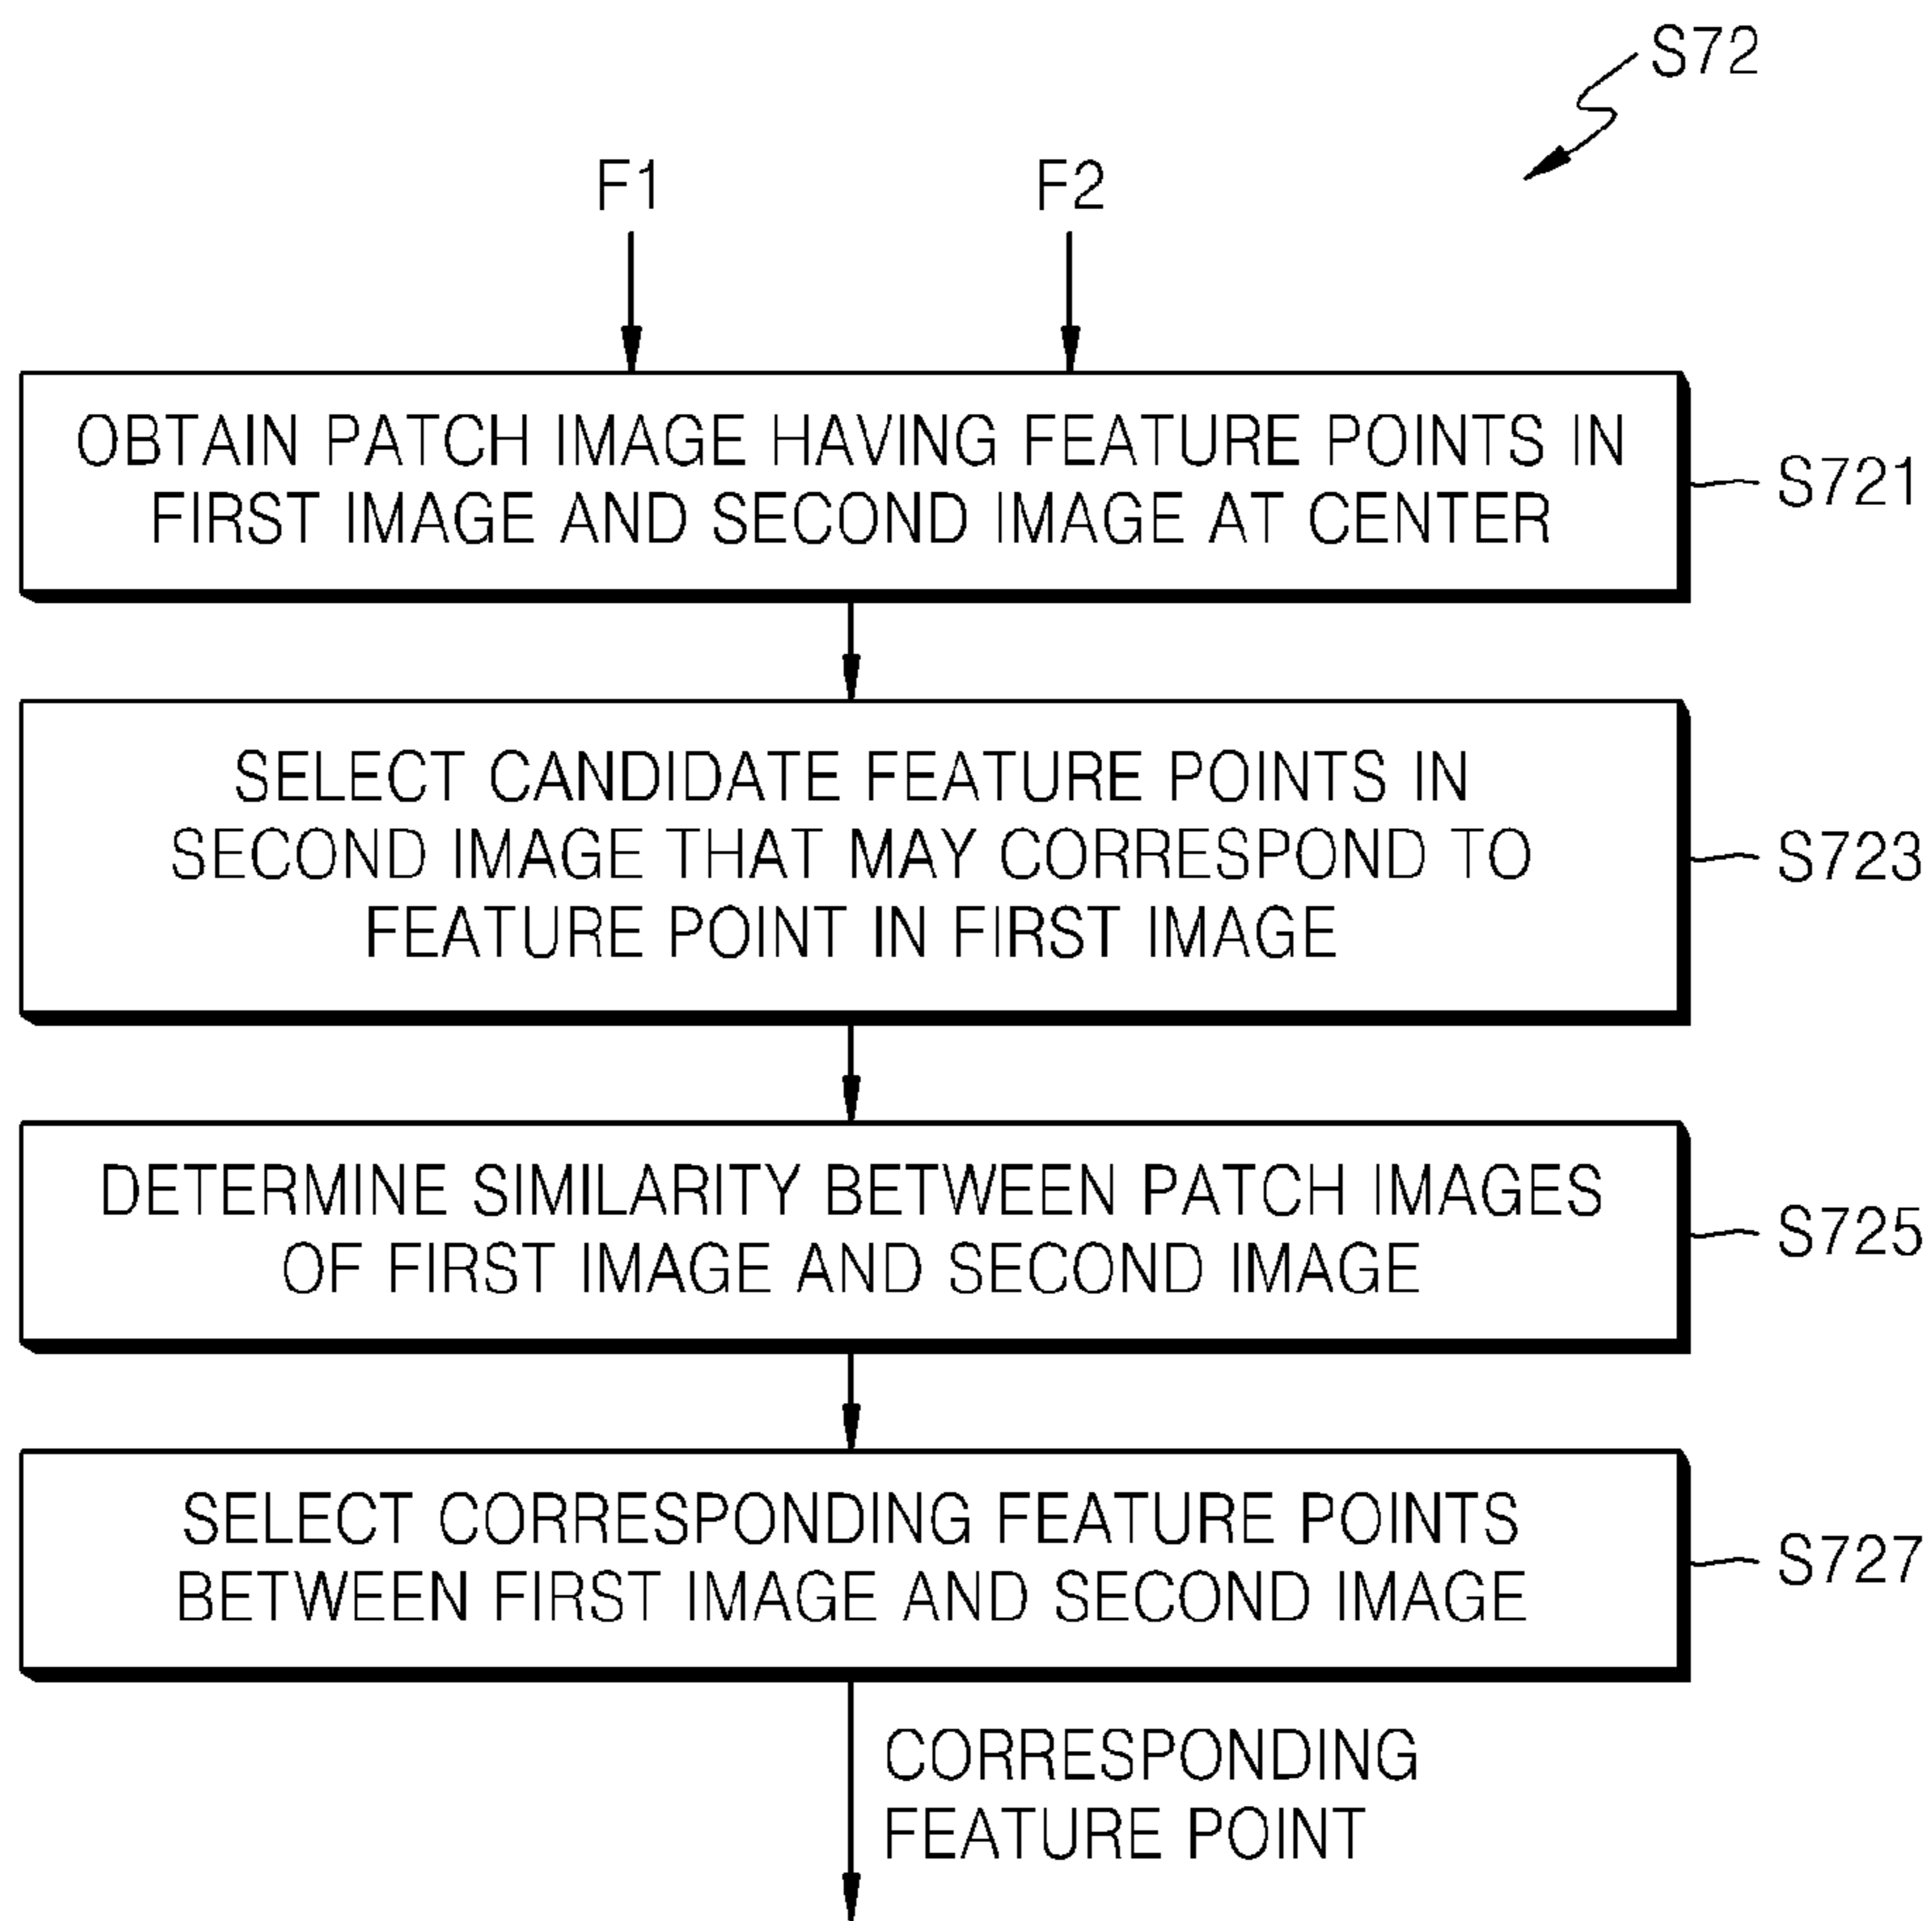 S72
F1
F2
OBTAIN PATCH IMAGE HAVING FEATURE POINTS IN
FIRST IMAGE AND SECOND IMAGE AT CENTER
S721
SELECT CANDIDATE FEATURE POINTS IN
SECOND IMAGE THAT MAY CORRESPOND TO
FEATURE POINT IN FIRST IMAGE
S723
DETERMINE SIMILARITY BETWEEN PATCH IMAGES
OF FIRST IMAGE AND SECOND IMAGE
S725
SELECT CORRESPONDING FEATURE POINTS
BETWEEN FIRST IMAGE AND SECOND IMAGE
S727
CORRESPONDING
FEATURE POINT